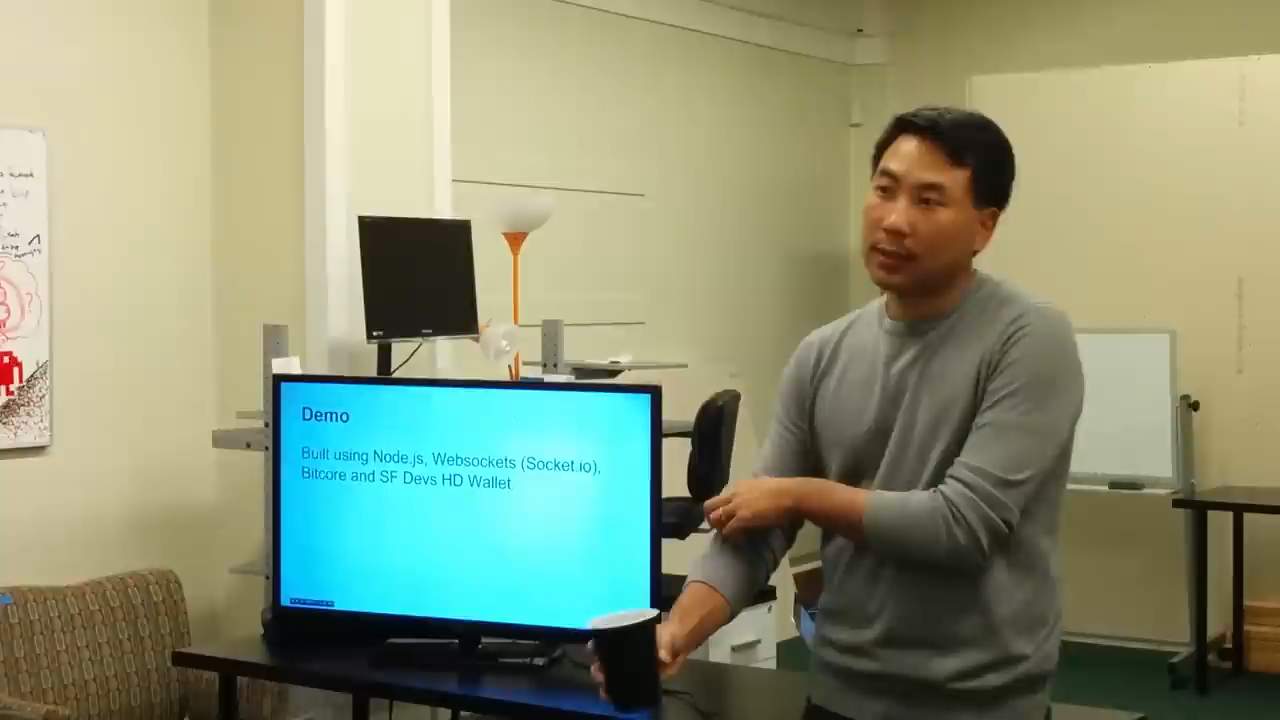 Demo
Built using Node.js, Websockets (Socket.io),
Bitcore and SF Devs HD Wallet